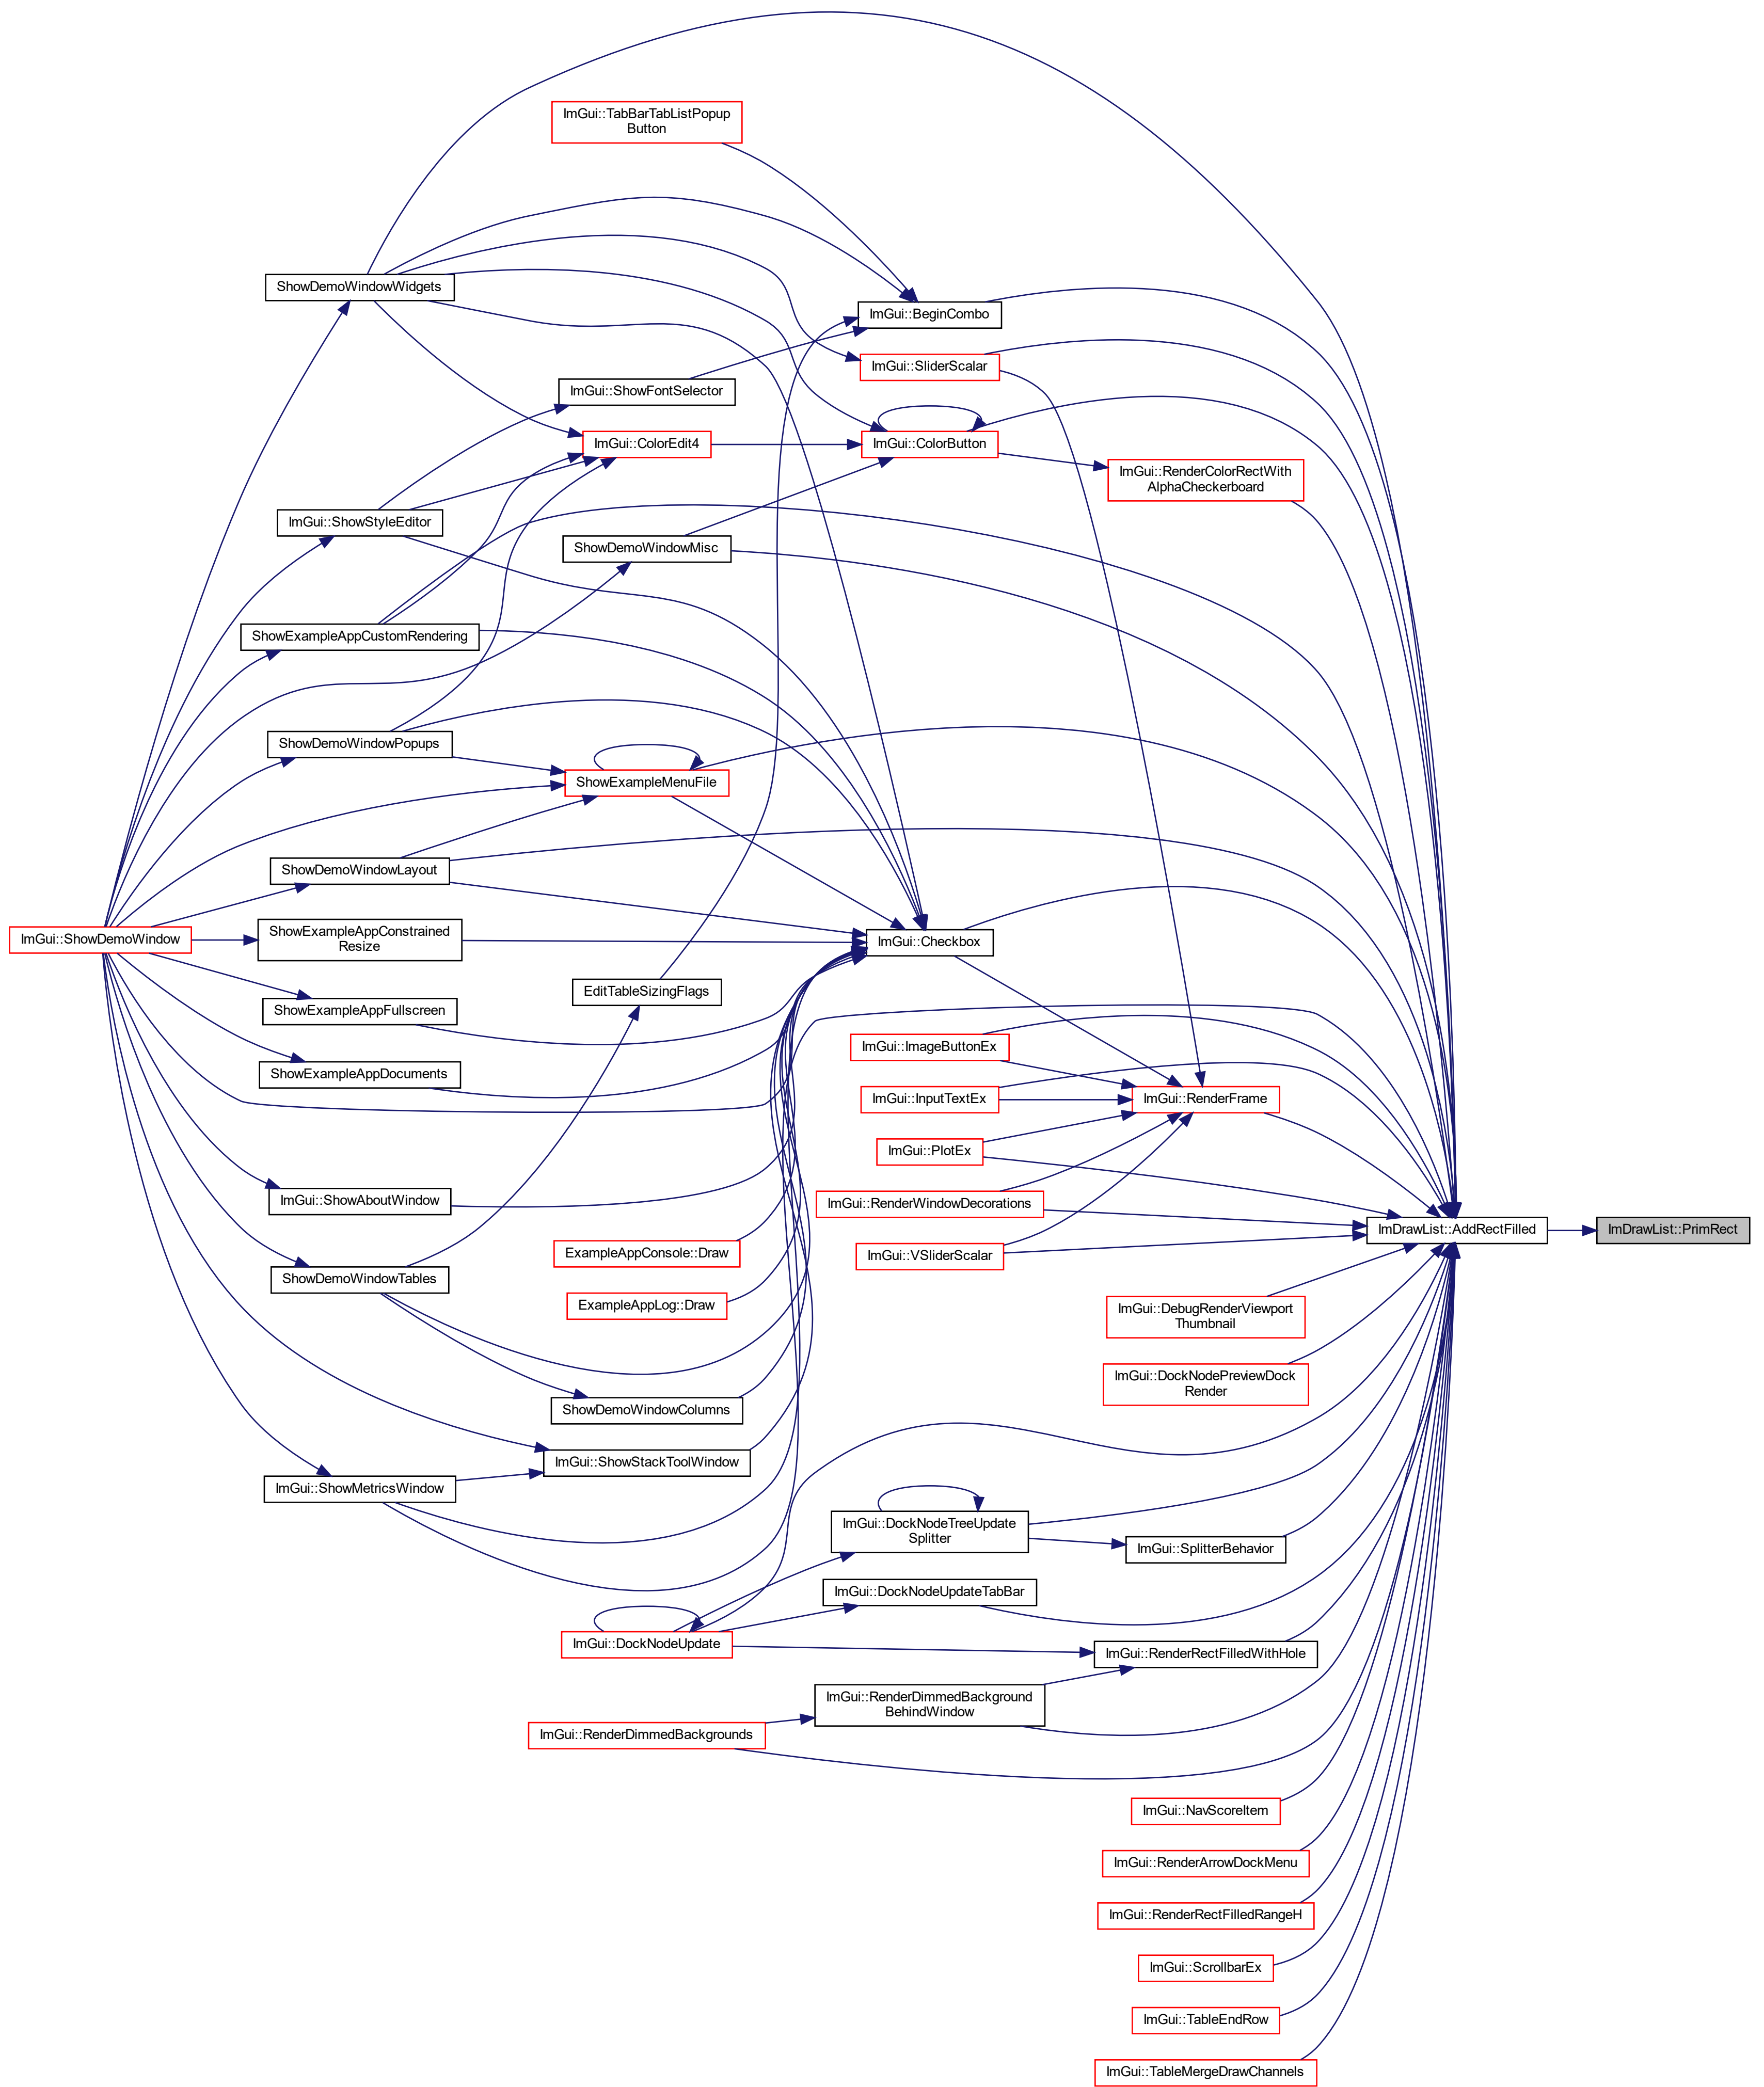 ImGui::TabBarTabListPopup
Button
ShowDemoWindowWidgets
ImGui::BeginCombo
ImGui::SliderScalar
ImGui::ShowFontSelector
ImGui::ColorEdit4
ImGui::ColorButton
ImGui::RenderColorRectWith
AlphaCheckerboard
ImGui::ShowStyleEditor
ShowDemoWindowMisc
ShowExampleAppCustomRendering
ShowDemoWindowPopups
ShowExampleMenuFile
ShowDemoWindowLayout
ImGui::ShowDemoWindow
ShowExampleAppConstrained
Resize
ImGui::Checkbox
EditTableSizingFlags
ShowExampleAppFullscreen
ImGui::ImageButtonEx
ShowExampleAppDocuments
ImGui::InputTextEx
ImGui::RenderFrame
ImGui::PlotEx
ImGui::ShowAboutWindow
ImGui::RenderWindowDecorations
ImDrawList::AddRectFilled
ImDrawList::PrimRect
ExampleAppConsole::Draw
ImGui::VSliderScalar
ShowDemoWindowTables
ExampleAppLog::Draw
ImGui::DebugRenderViewport
Thumbnail
ImGui::DockNodePreviewDock
Render
ShowDemoWindowColumns
ImGui::ShowStackToolWindow
ImGui::ShowMetricsWindow
ImGui::DockNodeTreeUpdate
Splitter
ImGui::SplitterBehavior
ImGui::DockNodeUpdateTabBar
ImGui::DockNodeUpdate
ImGui::RenderRectFilledWithHole
ImGui::RenderDimmedBackground
BehindWindow
ImGui::RenderDimmedBackgrounds
ImGui::NavScoreItem
ImGui::RenderArrowDockMenu
ImGui::RenderRectFilledRangeH
ImGui::ScrollbarEx
ImGui::TableEndRow
ImGui::TableMergeDrawChannels